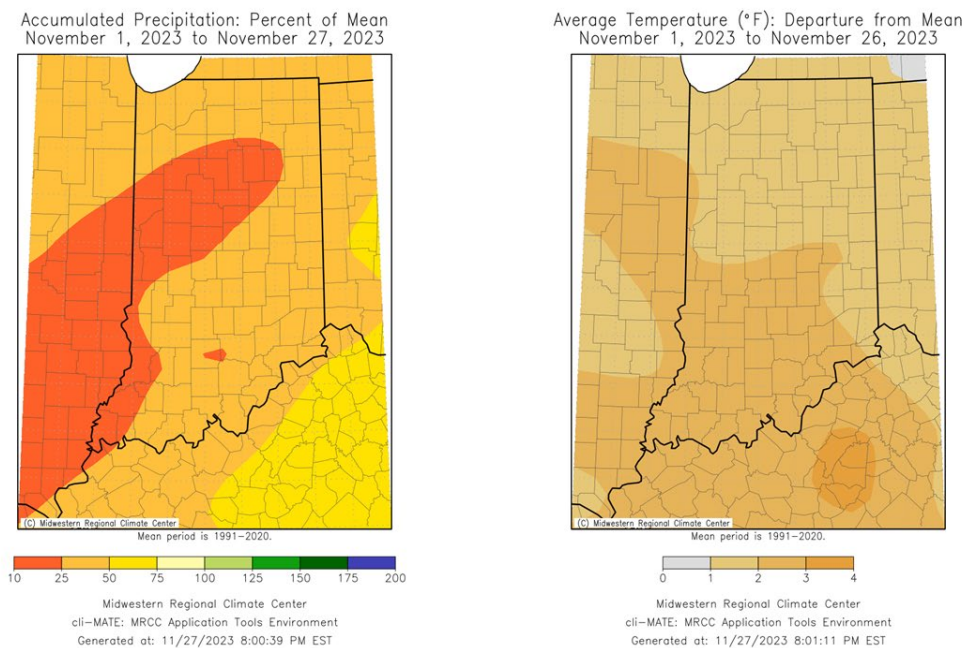 Accumulated Precipitation: Percent of Mean
November 1, 2023 to November 27, 2023
(C) Midwestern Regional Climate Center
Mean period is 1991-2020.
10 25 50 75 100 125 150 175 200
Midwestern Regional Climate Center
cli-MATE: MRCC Application Tools Environment
Generated at: 11/27/2023 8:00:39 PM EST
Average Temperature (°F): Departure from Mean
November 1, 2023 to November 26, 2023
(C) Midwestern Regional Climate Center
Mean period is 1991-2020.
0 1 2 3 4
Midwestern Regional Climate Center
cli-MATE: MRCC Application Tools Environment
Generated at: 11/27/2023 8:01:11 PM EST